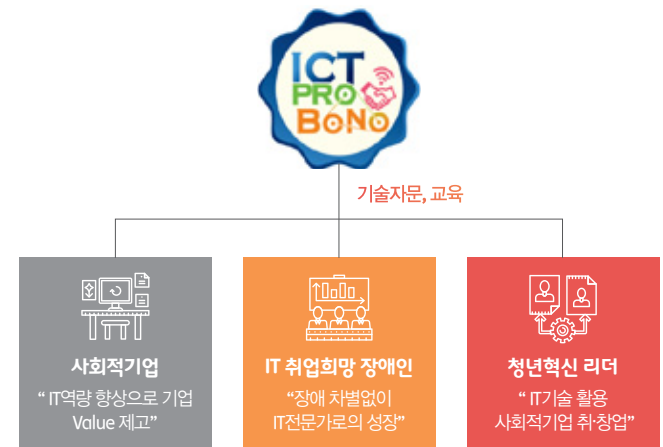 ICT
PRO
BONO
기술자문, 교육
사회적기업
“ IT역량 향상으로 기업
Value 제고”
IT 취업희망 장애인
“장애 차별없이
IT전문가로의 성장”
청년혁신 리더
“ IT기술 활용
사회적기업 취·창업”